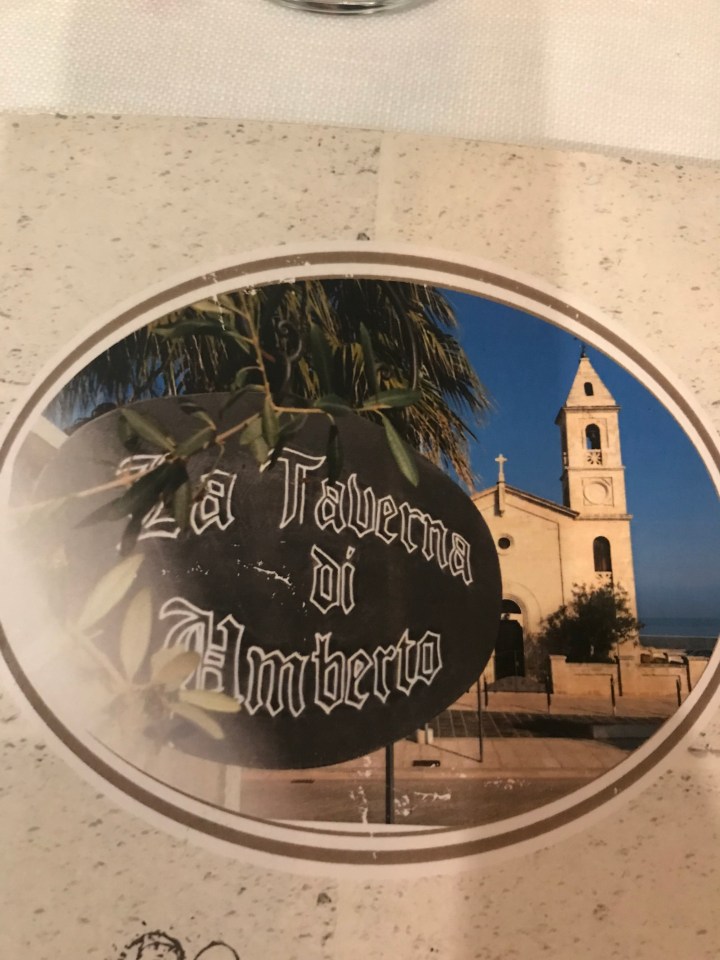 La Taverna
di
Umberto